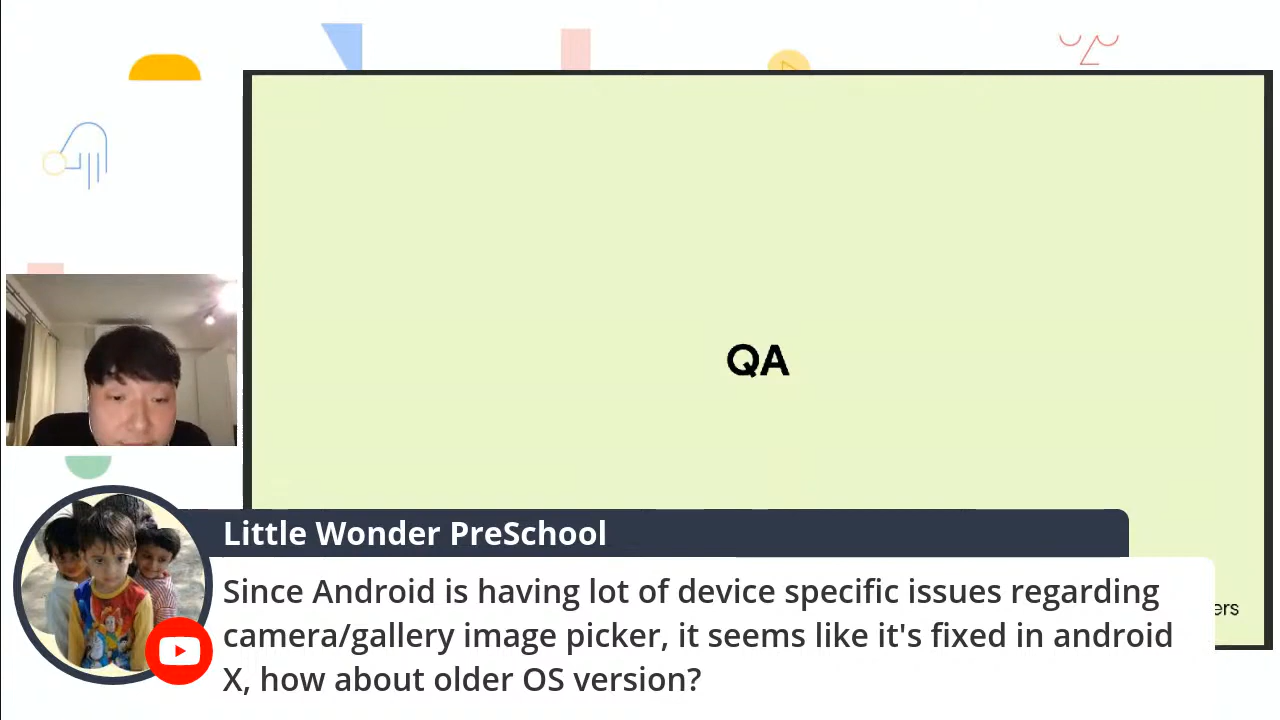 QA
Little Wonder PreSchool
Since Android is having lot of device specific issues regarding
ers
camera/gallery image picker, it seems like it's fixed in android
X, how about older OS version?